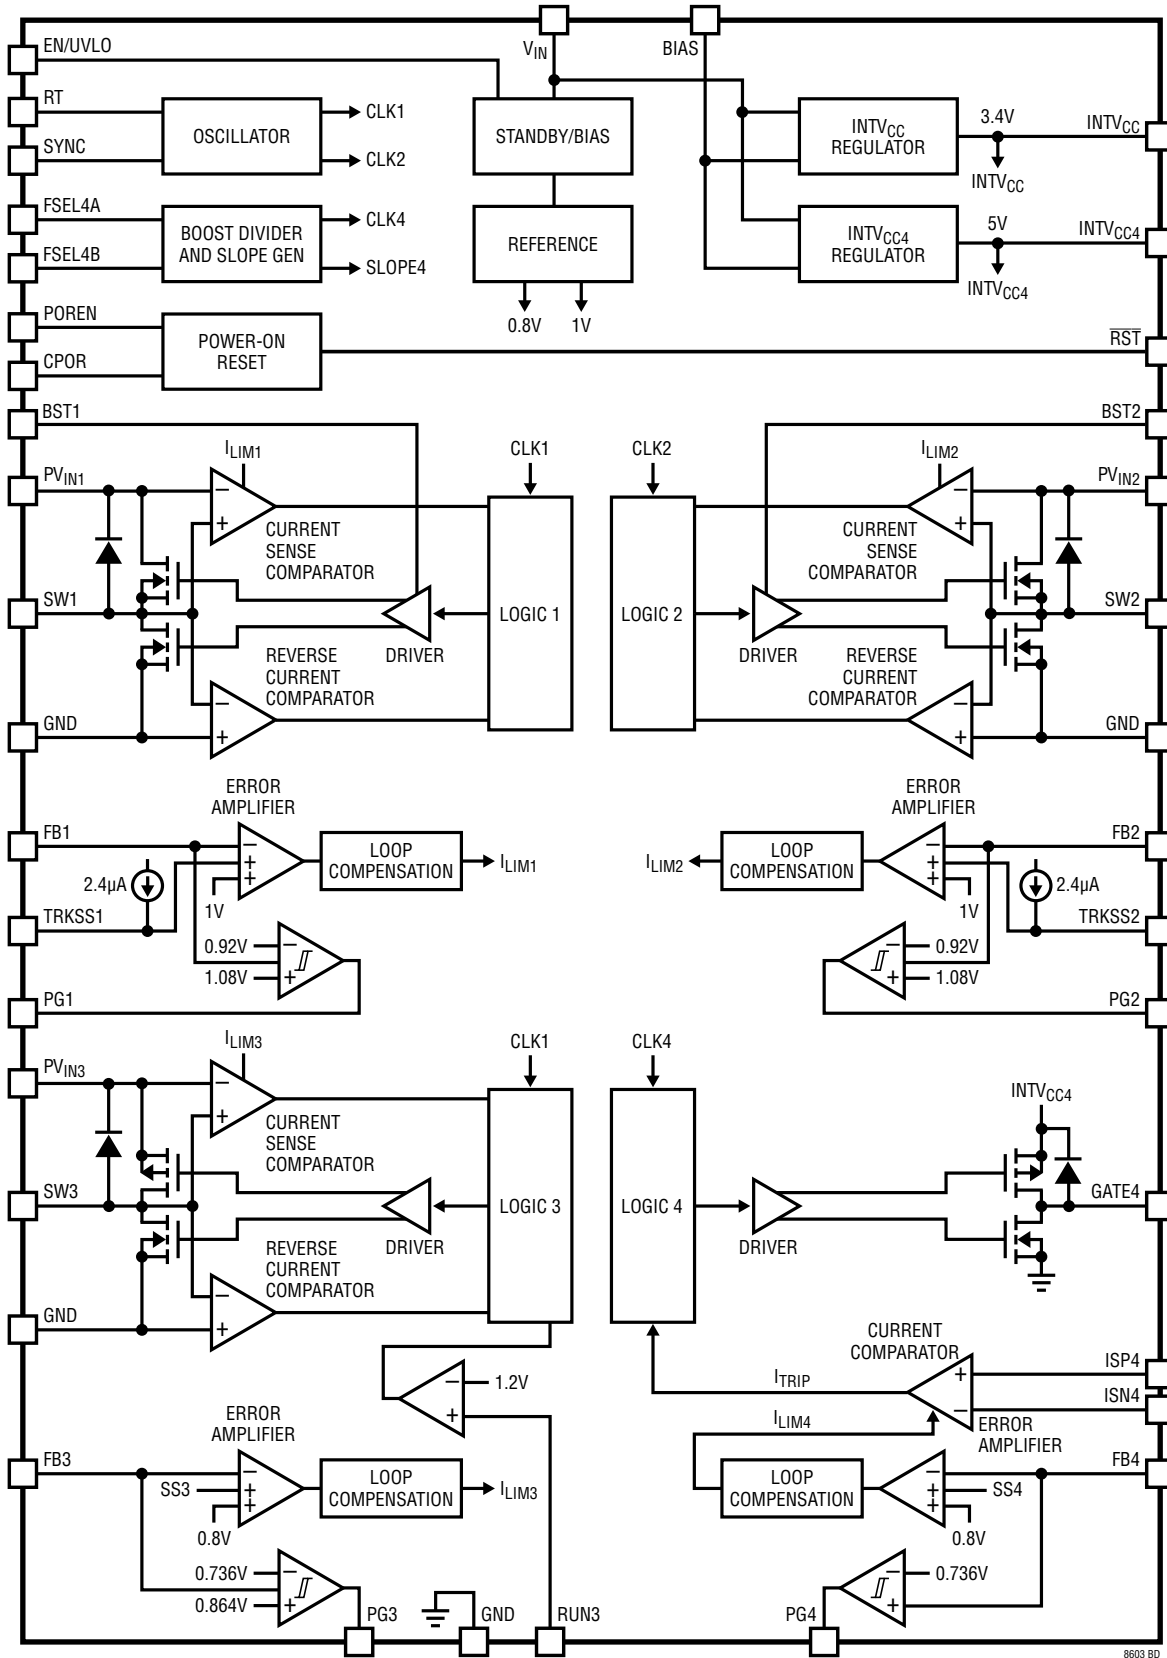 EN/UVLO
VIN
BIAS
RT
SYNC
OSCILLATOR
CLK1
CLK2
STANDBY/BIAS
INTVCC
REGULATOR
3.4V
INTVCC
INTVCC
FSEL4A
FSEL4B
BOOST DIVIDER
AND SLOPE GEN
CLK4
SLOPE4
REFERENCE
0.8V
1V
INTVCC4
REGULATOR
5V
INTVCC4
INTVCC4
POREN
CPOR
POWER-ON
RESET
RST
BST1
PVIN1
ILIM1
−
+
CURRENT
SENSE
COMPARATOR
CLK1
LOGIC 1
SW1
DRIVER
REVERSE
CURRENT
COMPARATOR
−
+
GND
CLK2
LOGIC 2
BST2
ILIM2
PVIN2
−
+
CURRENT
SENSE
COMPARATOR
SW2
DRIVER
REVERSE
CURRENT
COMPARATOR
−
+
GND
ERROR
AMPLIFIER
FB1
−
+
+
LOOP
COMPENSATION
ILIM1
2.4µA
1V
TRKSS1
0.92V
−
1.08V
+
PG1
ERROR
AMPLIFIER
FB2
−
+
+
LOOP
COMPENSATION
ILIM2
2.4µA
1V
TRKSS2
0.92V
−
1.08V
+
PG2
PVIN3
ILIM3
−
+
CURRENT
SENSE
COMPARATOR
CLK1
LOGIC 3
SW3
DRIVER
REVERSE
CURRENT
COMPARATOR
−
+
GND
−
1.2V
+
CLK4
LOGIC 4
DRIVER
INTVCC4
GATE4
CURRENT
COMPARATOR
ITRIP
+
−
ISP4
ISN4
ILIM4
ERROR
AMPLIFIER
FB3
SS3
−
+
+
LOOP
COMPENSATION
ILIM3
0.8V
0.736V
−
0.864V
+
PG3
GND
RUN3
ERROR
AMPLIFIER
FB4
LOOP
COMPENSATION
−
+
+
SS4
0.8V
−
0.736V
+
PG4
8603 BD